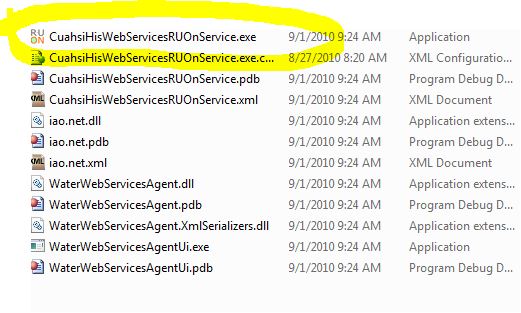 RU ON CuahsiHisWebServicesRUOnService.exe 9/1/2010 9:24 AM Application
CuahsiHisWebServicesRUOnService.exe.c... 8/27/2010 8:20 AM XML Configuratio...
CuahsiHisWebServicesRUOnService.pdb 9/1/2010 9:24 AM Program Debug D...
XML CuahsiHisWebServicesRUOnService.xml 9/1/2010 9:24 AM XML Document
iao.net.dll 9/1/2010 9:24 AM Application extens...
iao.net.pdb 9/1/2010 9:24 AM Program Debug D...
XML iao.net.xml 9/1/2010 9:24 AM XML Document
WaterWebServicesAgent.dll 9/1/2010 9:24 AM Application extens...
WaterWebServicesAgent.pdb 9/1/2010 9:24 AM Program Debug D...
WaterWebServicesAgent.XmlSerializers.dll 9/1/2010 9:24 AM Application extens...
WaterWebServicesAgentUi.exe 9/1/2010 9:24 AM Application
WaterWebServicesAgentUi.pdb 9/1/2010 9:24 AM Program Debug D...